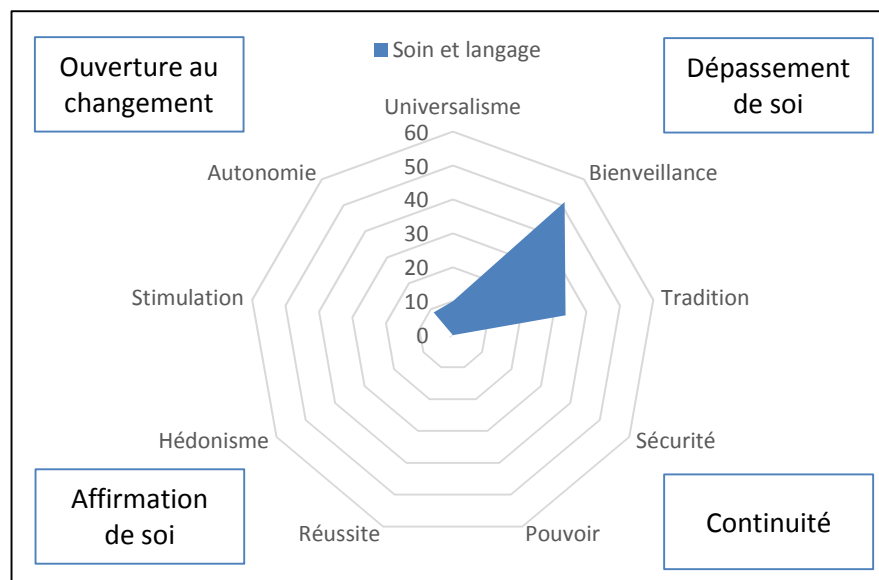 Ouverture au
changement
Soin et langage
Dépassement
de soi
Universalisme
60
50
40
30
20
10
0
Autonomie
Bienveillance
Stimulation
Tradition
Hédonisme
Sécurité
Réussite
Pouvoir
Affirmation
de soi
Continuité